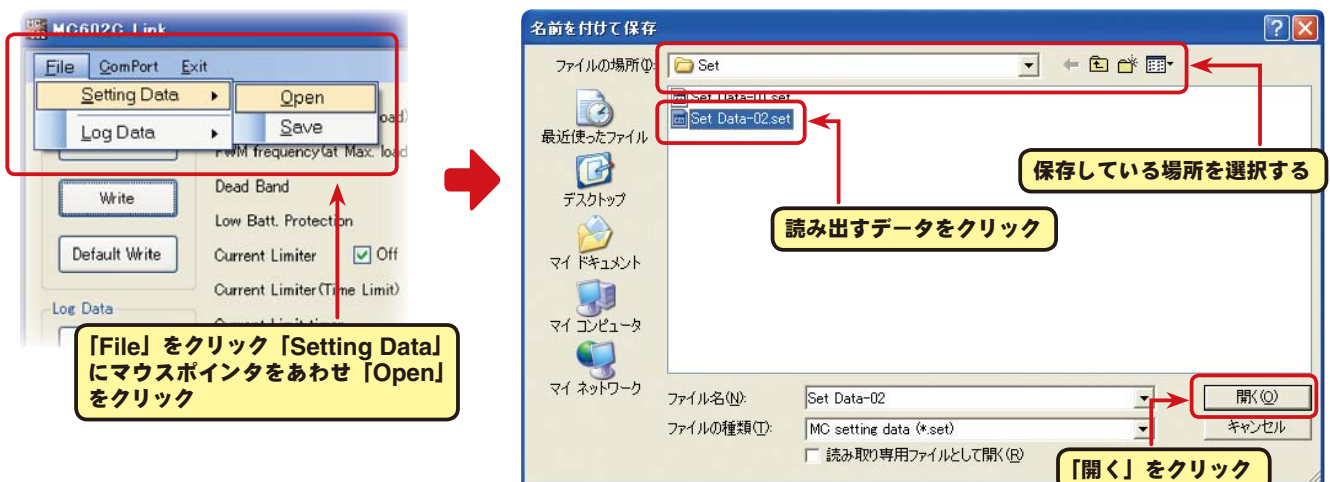 MC602C Link
File ComPort Exit
Setting Data
Open
Log Data
Save
PWM frequency(at Max. load
Write
Dead Band
Low Batt. Protection
Default Write
Current Limiter
Off
Current Limiter(Time Limit)
Log Data
「File」をクリック「Setting Data」
にマウスポインタをあわせ「Open」
をクリック
名前を付けて保存
ファイルの場所(I):
Set
Set Data-01.set
Set Data-02.set
最近使ったファイル
デスクトップ
マイ ドキュメント
マイ コンピュータ
マイ ネットワーク
保存している場所を選択する
読み出すデータをクリック
ファイル名(N):
Set Data-02
開く(O)
ファイルの種類(T):
MC setting data (*.set)
キャンセル
読み取り専用ファイルとして開く(R)
「開く」をクリック